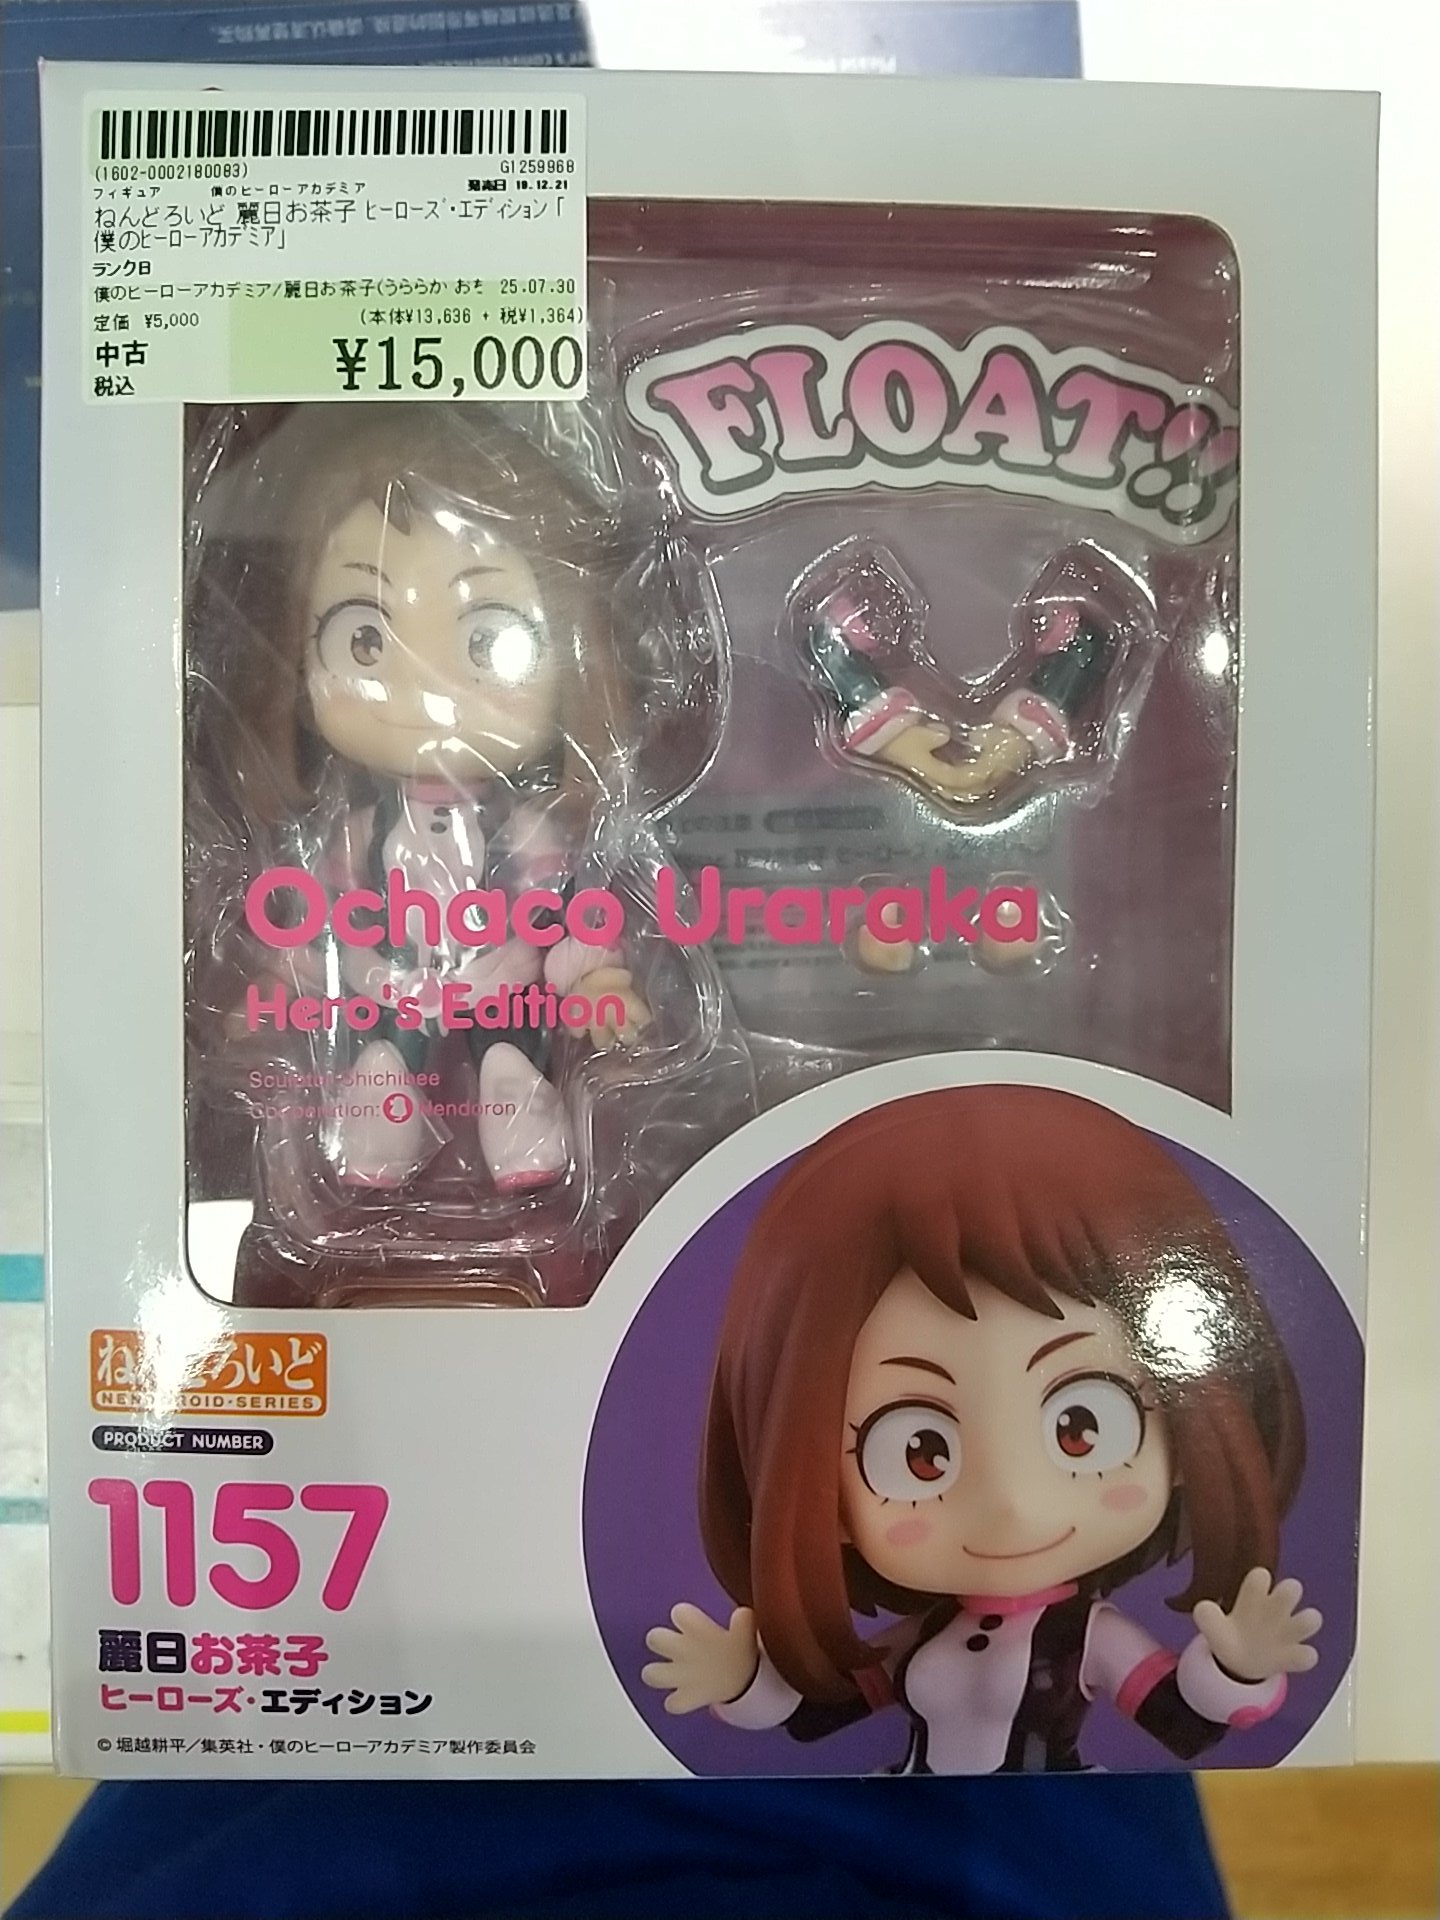 (1602-0002180083)
G1259968
フィギュア 僕のヒーローアカデミア 発売日 19.12.21
ねんどろいど 麗日お茶子 ヒーローズ・エディション「
僕のヒーローアカデミア」
ランクB
僕のヒーローアカデミア/麗日お茶子(うららか おち 25.07.30
定価 ¥5,000 (本体¥13,636 + 税¥1,364)
中古
税込 ¥15,000
FLOAT!!
Ochaco Uraraka
Hero's Edition
Sculptor: Shichibee
Cooperation: Nendoron
ねんどろいど
NENDOROID・SERIES
PRODUCT NUMBER
1157
麗日お茶子
ヒーローズ・エディション
© 堀越耕平／集英社・僕のヒーローアカデミア製作委員会